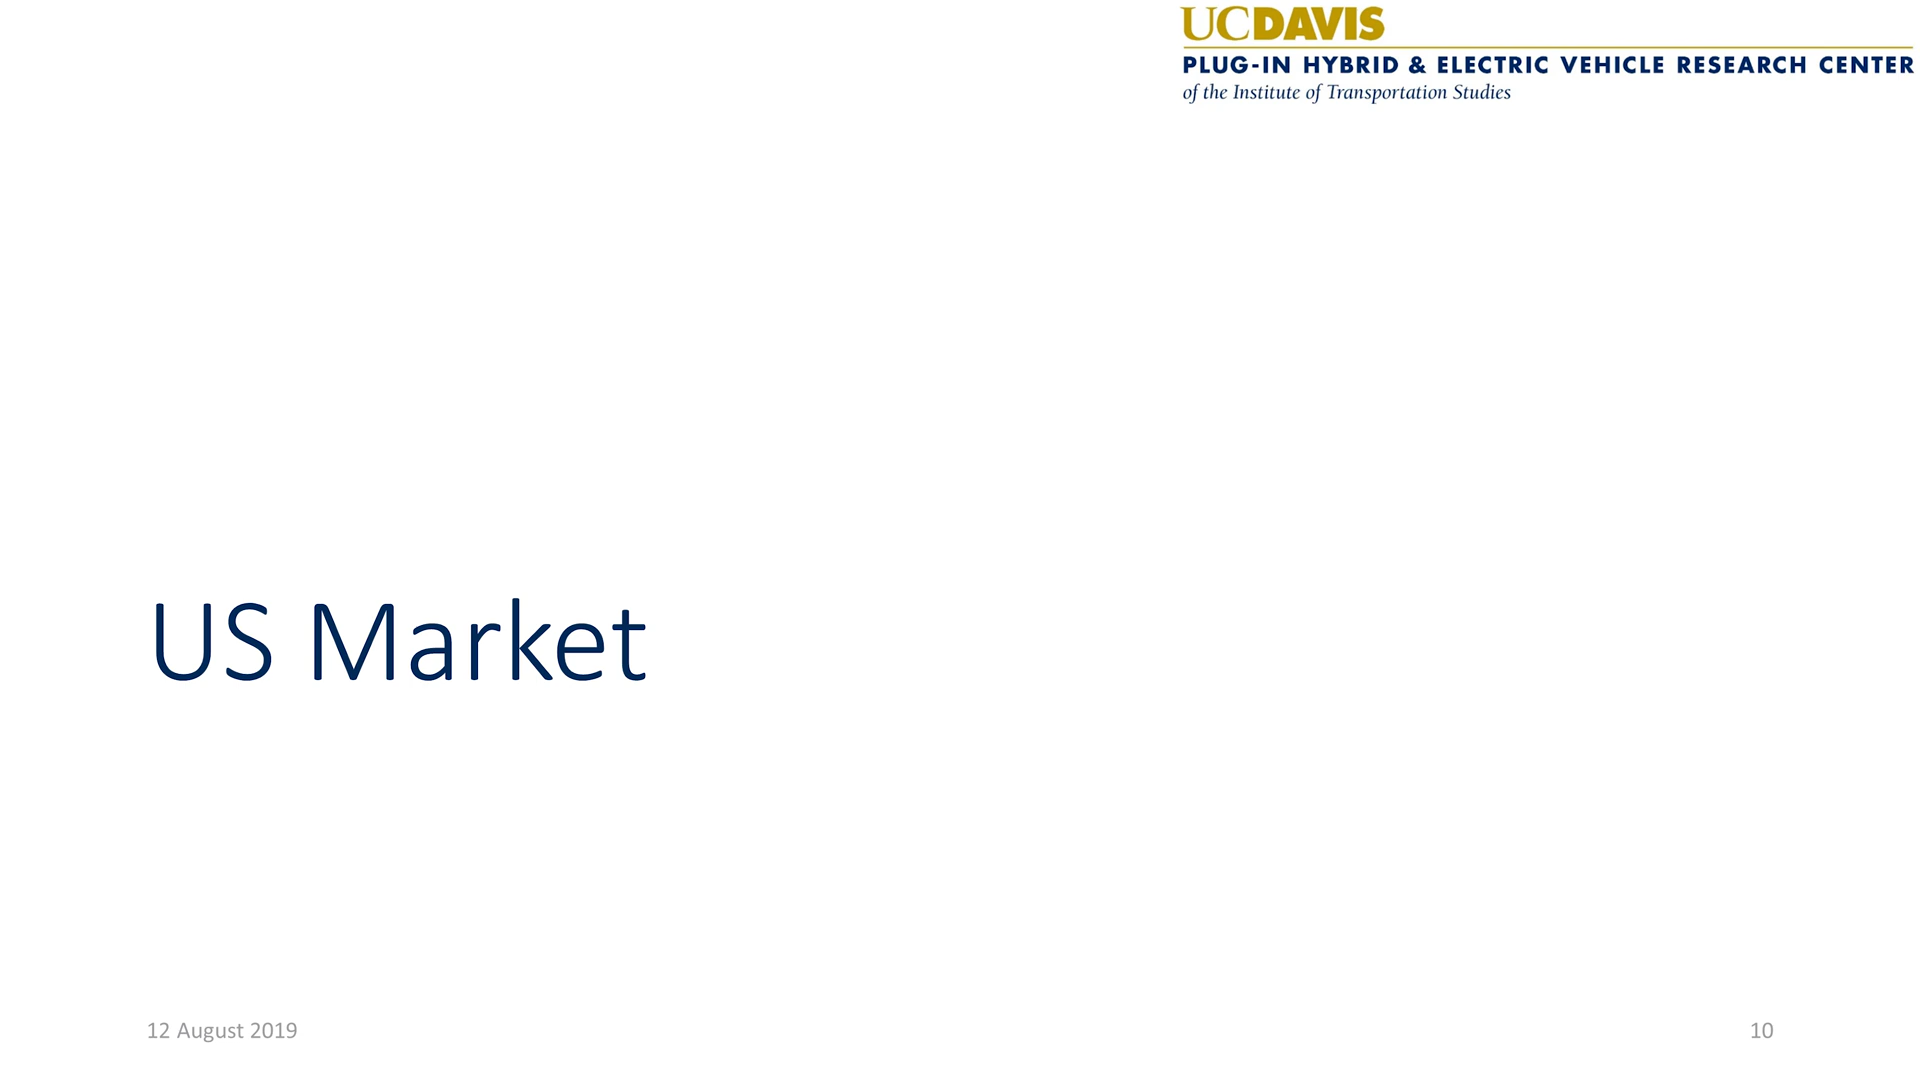 UCDAVIS
PLUG-IN HYBRID & ELECTRIC VEHICLE RESEARCH CENTER
of the Institute of Transportation Studies
US Market
12 August 2019
10